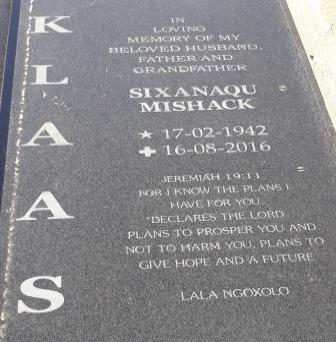 KLAAS
IN
LOVING
MEMORY OF MY
BELOVED HUSBAND,
FATHER AND
GRANDFATHER
SIXANAQU
MISHACK
17-02-1942
16-08-2016
JEREMIAH 19:11
FOR I KNOW THE PLANS I
HAVE FOR YOU.
"DECLARES THE LORD
PLANS TO PROSPER YOU AND
NOT TO HARM YOU, PLANS TO
GIVE HOPE AND A FUTURE
LALA NGOXOLO